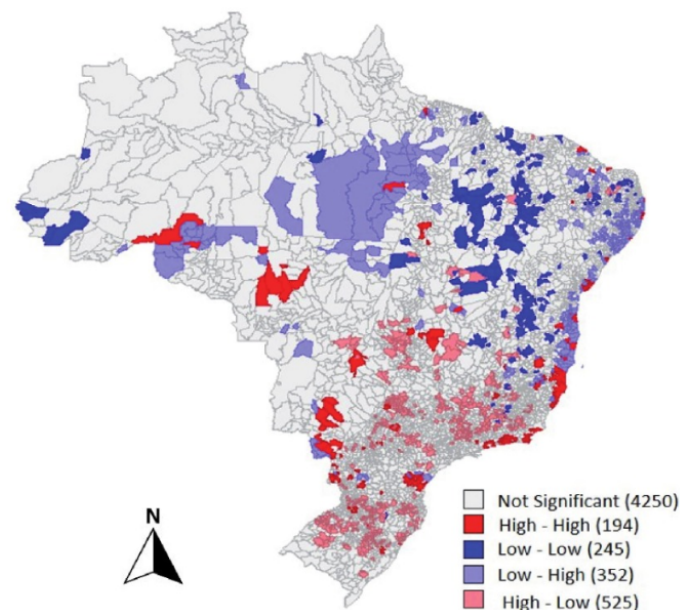 N
Not Significant (4250)
High - High (194)
Low - Low (245)
Low - High (352)
High - Low (525)